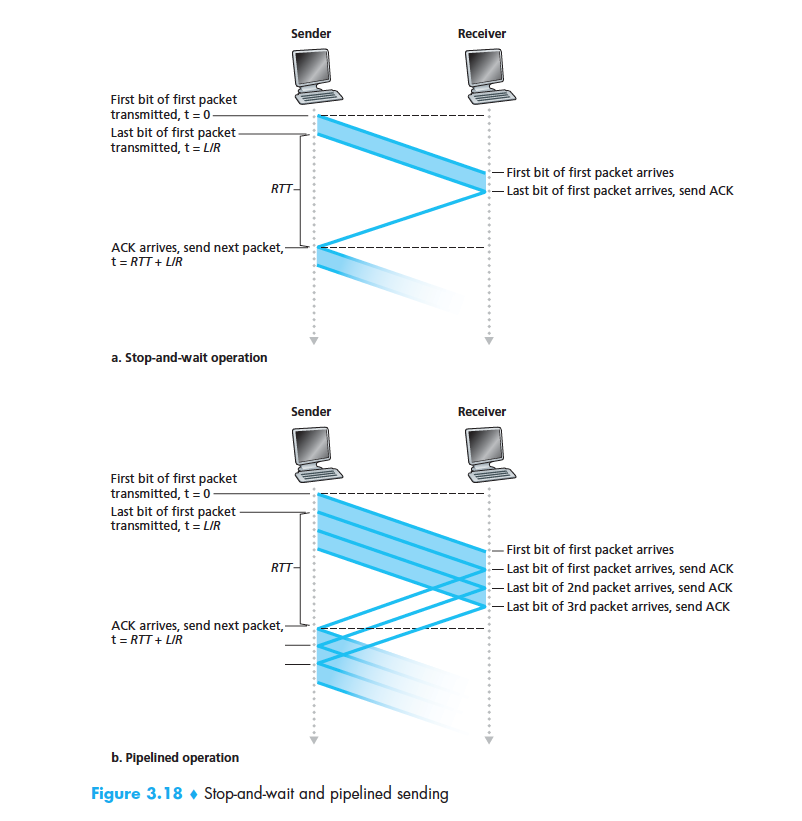 Sender
Receiver
First bit of first packet
transmitted, t = 0
Last bit of first packet
transmitted, t = L/R
First bit of first packet arrives
Last bit of first packet arrives, send ACK
RTT
ACK arrives, send next packet,
t = RTT + L/R
a. Stop-and-wait operation
Sender
Receiver
First bit of first packet
transmitted, t = 0
Last bit of first packet
transmitted, t = L/R
First bit of first packet arrives
Last bit of first packet arrives, send ACK
RTT
Last bit of 2nd packet arrives, send ACK
Last bit of 3rd packet arrives, send ACK
ACK arrives, send next packet,
t = RTT + L/R
b. Pipelined operation
Figure 3.18 ♦ Stop-and-wait and pipelined sending